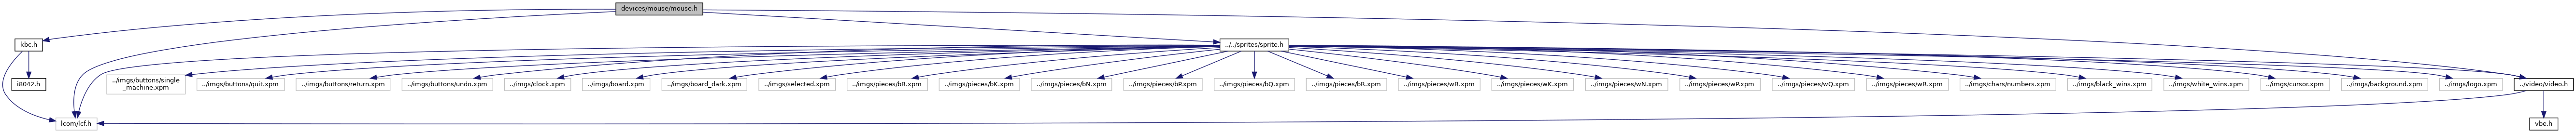 devices/mouse/mouse.h
kbc.h
../../sprites/sprite.h
i8042.h
../imgs/buttons/single
_machine.xpm
../imgs/buttons/quit.xpm
../imgs/buttons/return.xpm
../imgs/buttons/undo.xpm
../imgs/clock.xpm
../imgs/board.xpm
../imgs/board_dark.xpm
../imgs/selected.xpm
../imgs/pieces/bB.xpm
../imgs/pieces/bK.xpm
../imgs/pieces/bN.xpm
../imgs/pieces/bP.xpm
../imgs/pieces/bQ.xpm
../imgs/pieces/bR.xpm
../imgs/pieces/wB.xpm
../imgs/pieces/wK.xpm
../imgs/pieces/wN.xpm
../imgs/pieces/wP.xpm
../imgs/pieces/wQ.xpm
../imgs/pieces/wR.xpm
../imgs/chars/numbers.xpm
../imgs/black_wins.xpm
../imgs/white_wins.xpm
../imgs/cursor.xpm
../imgs/background.xpm
../imgs/logo.xpm
../video/video.h
lcom/lcf.h
vbe.h